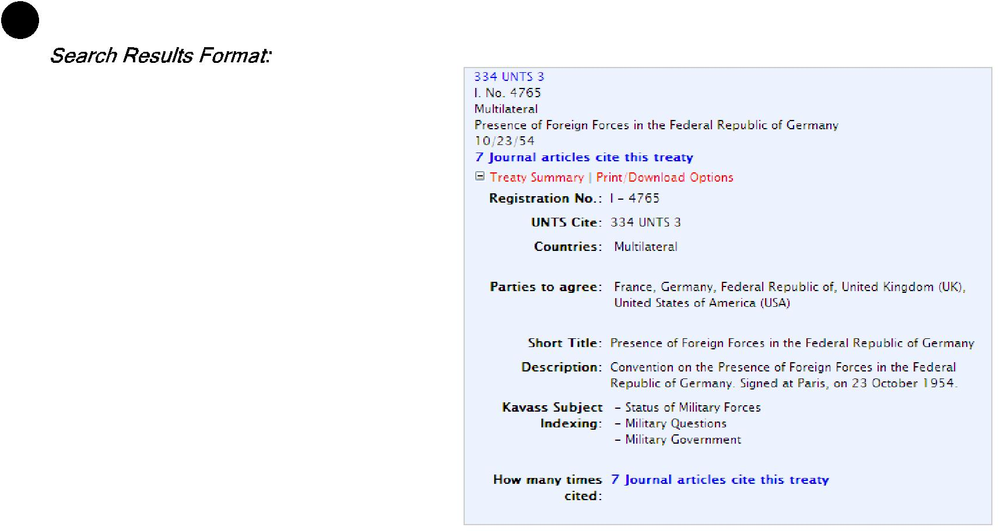 Search Results Format:
334 UNTS 3
I. No. 4765
Multilateral
Presence of Foreign Forces in the Federal Republic of Germany
10/23/54
7 Journal articles cite this treaty
Treaty Summary | Print/Download Options
Registration No.: I - 4765
UNTS Cite: 334 UNTS 3
Countries: Multilateral
Parties to agree: France, Germany, Federal Republic of, United Kingdom (UK),
United States of America (USA)
Short Title: Presence of Foreign Forces in the Federal Republic of Germany
Description: Convention on the Presence of Foreign Forces in the Federal
Republic of Germany. Signed at Paris, on 23 October 1954.
Kavass Subject - Status of Military Forces
Indexing: - Military Questions
- Military Government
How many times 7 Journal articles cite this treaty
cited: